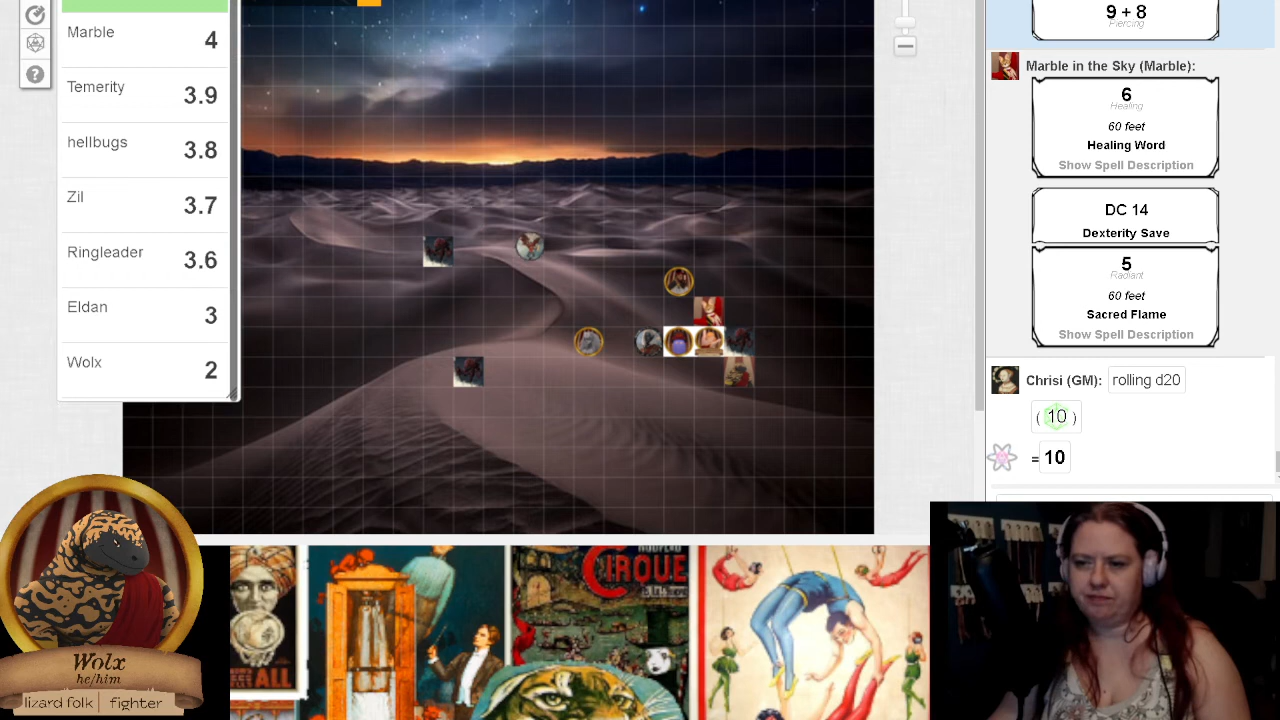 Marble 4
Temerity 3.9
hellbugs 3.8
Zil 3.7
Ringleader 3.6
Eldan 3
Wolx 2
9 + 8
Piercing
Marble in the Sky (Marble):
6
Healing
60 feet
Healing Word
Show Spell Description
DC 14
Dexterity Save
5
Radiant
60 feet
Sacred Flame
Show Spell Description
Chrisi (GM): rolling d20
( 10 )
= 10
Wolx
he/him
lizard folk | fighter
ALL
CIRQUE